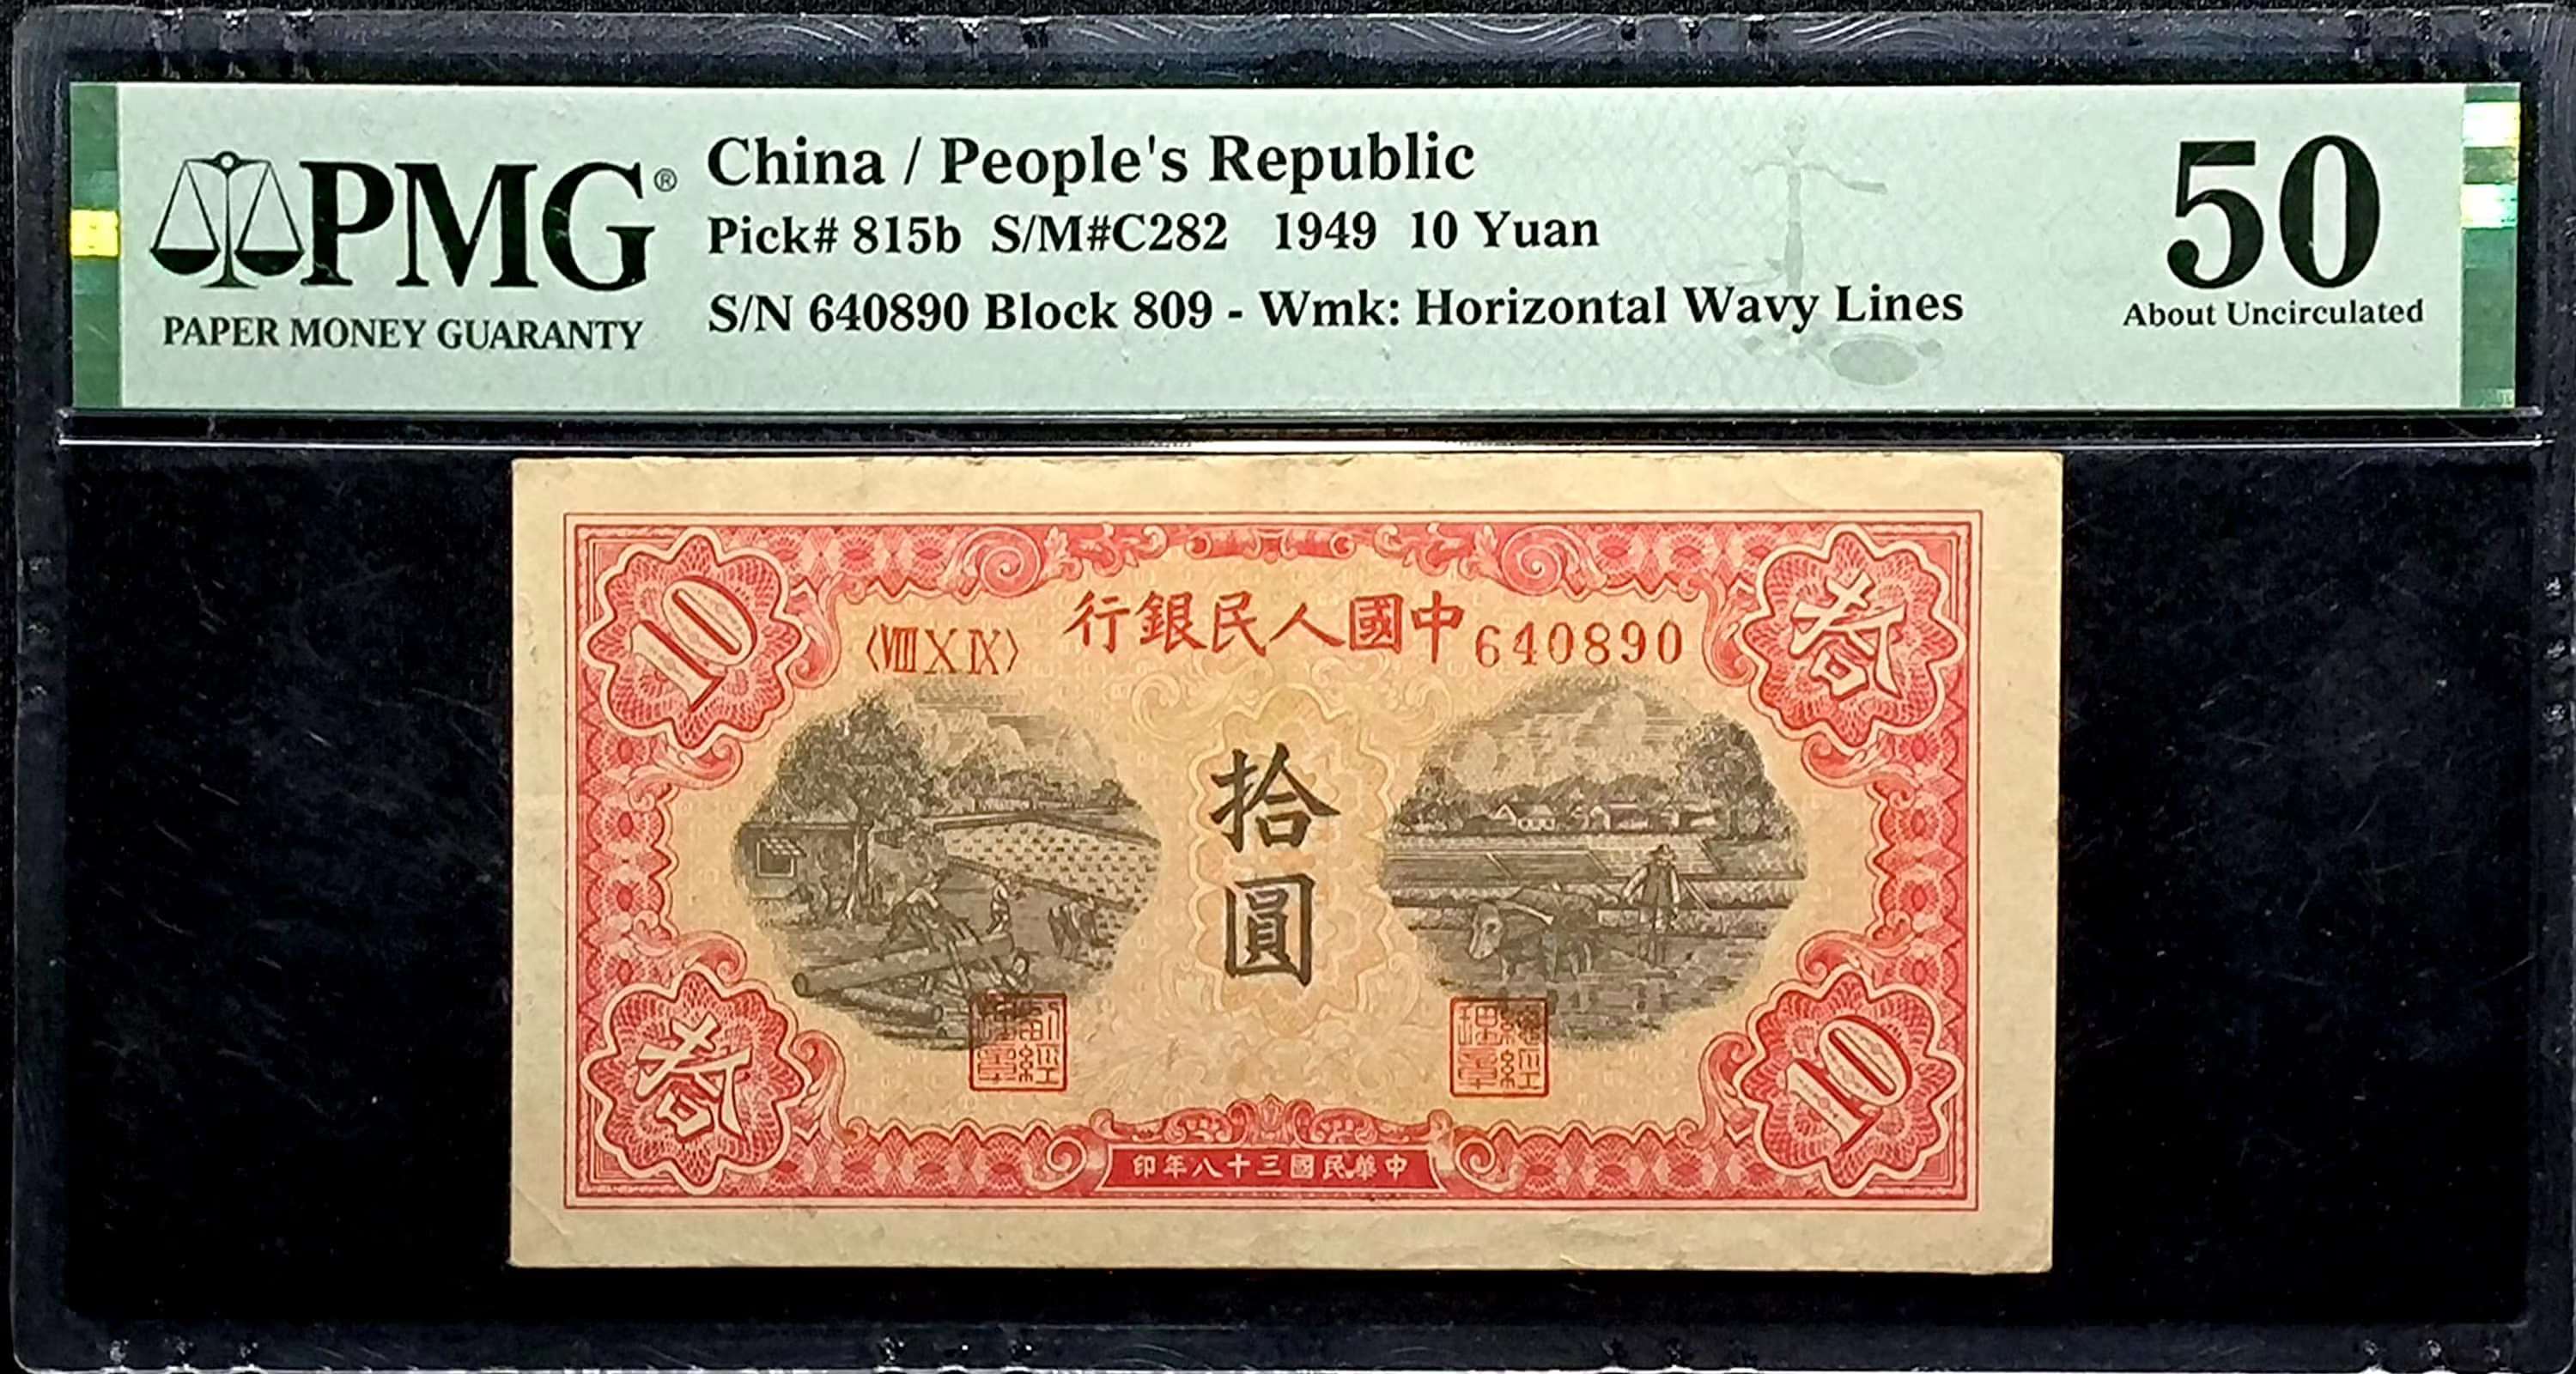 PMG®
PAPER MONEY GUARANTY
China / People's Republic
Pick# 815b S/M#C282 1949 10 Yuan
S/N 640890 Block 809 - Wmk: Horizontal Wavy Lines
50
About Uncirculated
10
拾
〈ⅧⅩⅨ〉
行銀民人國中
640890
拾
圓
拾
10
印年八十三國民華中